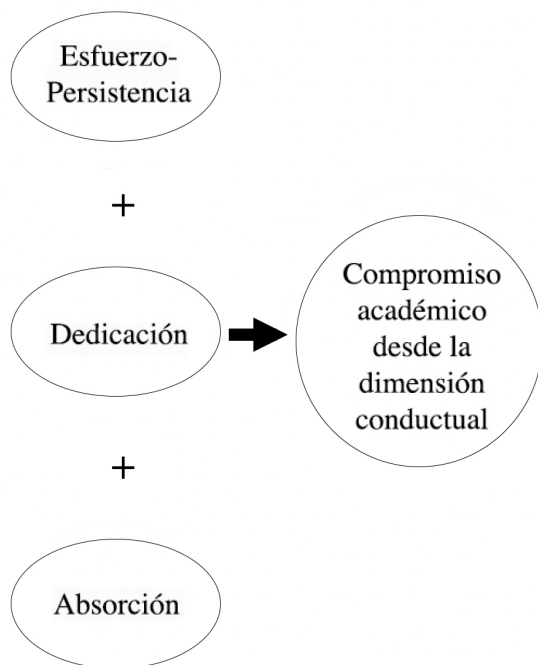 Esfuerzo-
Persistencia
+
Dedicación
+
Absorción
Compromiso
académico
desde la
dimensión
conductual